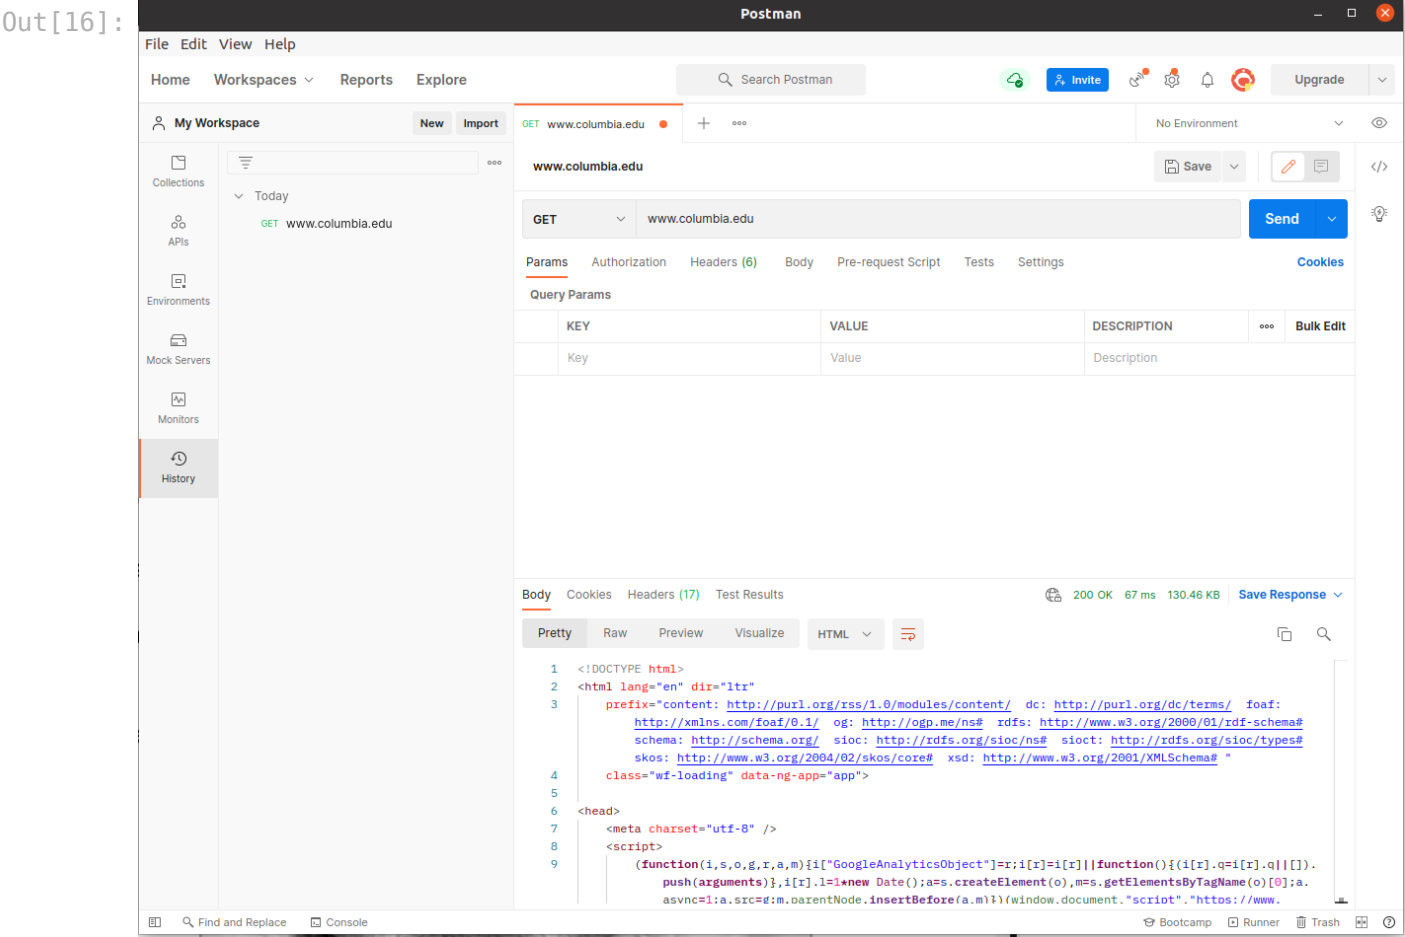 Out[16]:
Postman
File Edit View Help
Home Workspaces Reports Explore Search Postman Invite Upgrade
My Workspace New Import GET www.columbia.edu No Environment
Collections
APIs
Environments
Mock Servers
Monitors
History
Today
GET www.columbia.edu
www.columbia.edu Save
GET www.columbia.edu Send
Params Authorization Headers (6) Body Pre-request Script Tests Settings Cookies
Query Params
KEY VALUE DESCRIPTION Bulk Edit
Key Value Description
Body Cookies Headers (17) Test Results 200 OK 67 ms 130.46 KB Save Response
Pretty Raw Preview Visualize HTML
1 <!DOCTYPE html>
2 <html lang="en" dir="ltr"
3 prefix="content: http://purl.org/rss/1.0/modules/content/ dc: http://purl.org/dc/terms/ foaf:
http://xmlns.com/foaf/0.1/ og: http://ogp.me/ns# rdfs: http://www.w3.org/2000/01/rdf-schema#
schema: http://schema.org/ sioc: http://rdfs.org/sioc/ns# sioct: http://rdfs.org/sioc/types#
skos: http://www.w3.org/2004/02/skos/core# xsd: http://www.w3.org/2001/XMLSchema# "
4 class="wf-loading" data-ng-app="app">
5
6 <head>
7 <meta charset="utf-8" />
8 <script>
9 (function(i,s,o,g,r,a,m){i["GoogleAnalyticsObject"]=r;i[r]=i[r]||function(){(i[r].q=i[r].q||[]).
push(arguments)},i[r].l=1*new Date();a=s.createElement(o),m=s.getElementsByTagName(o)[0];a.
async=1;a.src=g;m.parentNode.insertBefore(a,m)})(window,document,"script","https://www.
Find and Replace Console Bootcamp Runner Trash